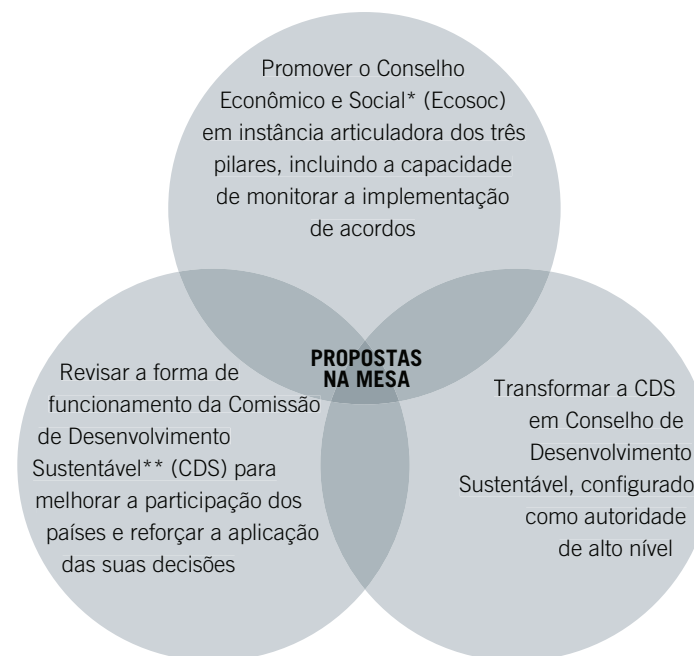 Promover o Conselho
Econômico e Social* (Ecosoc)
em instância articuladora dos três
pilares, incluindo a capacidade
de monitorar a implementação
de acordos
PROPOSTAS
NA MESA
Revisar a forma de
funcionamento da Comissão
de Desenvolvimento
Sustentável** (CDS) para
melhorar a participação dos
países e reforçar a aplicação
das suas decisões
Transformar a CDS
em Conselho de
Desenvolvimento
Sustentável, configurado
como autoridade
de alto nível